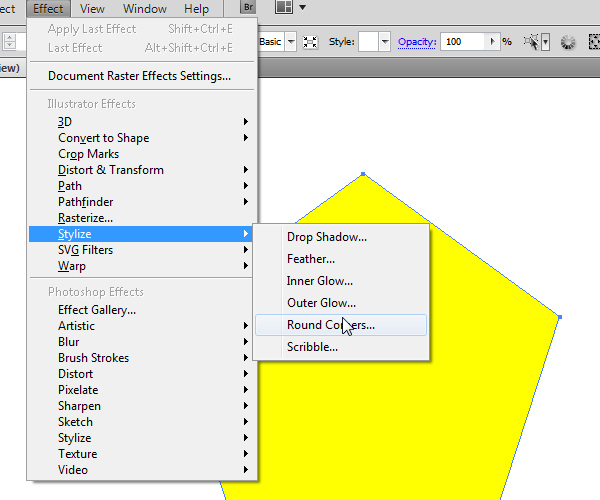 ect Effect View Window Help Br
Basic Style: Opacity: 100 %
iew)
Apply Last Effect Shift+Ctrl+E
Last Effect Alt+Shift+Ctrl+E
Document Raster Effects Settings...
Illustrator Effects
3D
Convert to Shape
Crop Marks
Distort & Transform
Path
Pathfinder
Rasterize...
Stylize
SVG Filters
Warp
Drop Shadow...
Feather...
Inner Glow...
Outer Glow...
Round Corners...
Scribble...
Photoshop Effects
Effect Gallery...
Artistic
Blur
Brush Strokes
Distort
Pixelate
Sharpen
Sketch
Stylize
Texture
Video